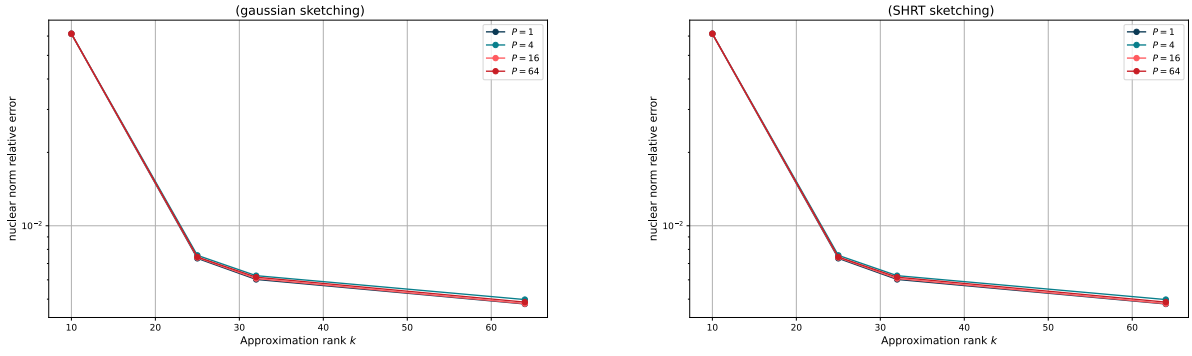 (gaussian sketching)
nuclear norm relative error
10⁻²
P = 1
P = 4
P = 16
P = 64
10 20 30 40 50 60
Approximation rank k
(SHRT sketching)
nuclear norm relative error
10⁻²
P = 1
P = 4
P = 16
P = 64
10 20 30 40 50 60
Approximation rank k